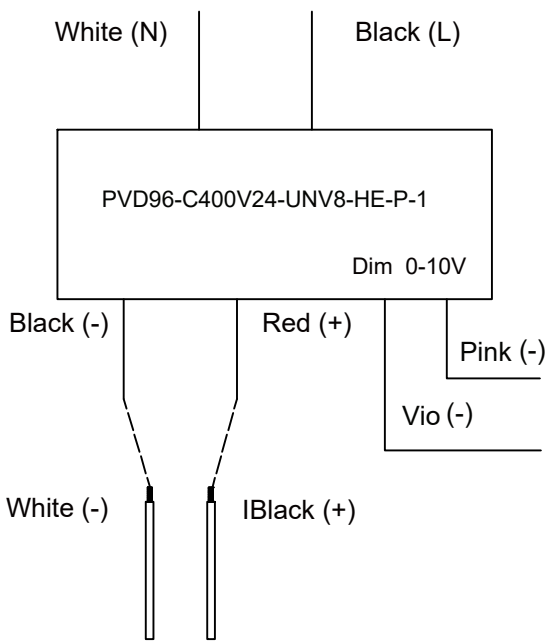 White (N)
Black (L)
PVD96-C400V24-UNV8-HE-P-1
Dim 0-10V
Black (-)
Red (+)
Pink (-)
Vio (-)
White (-)
IBlack (+)